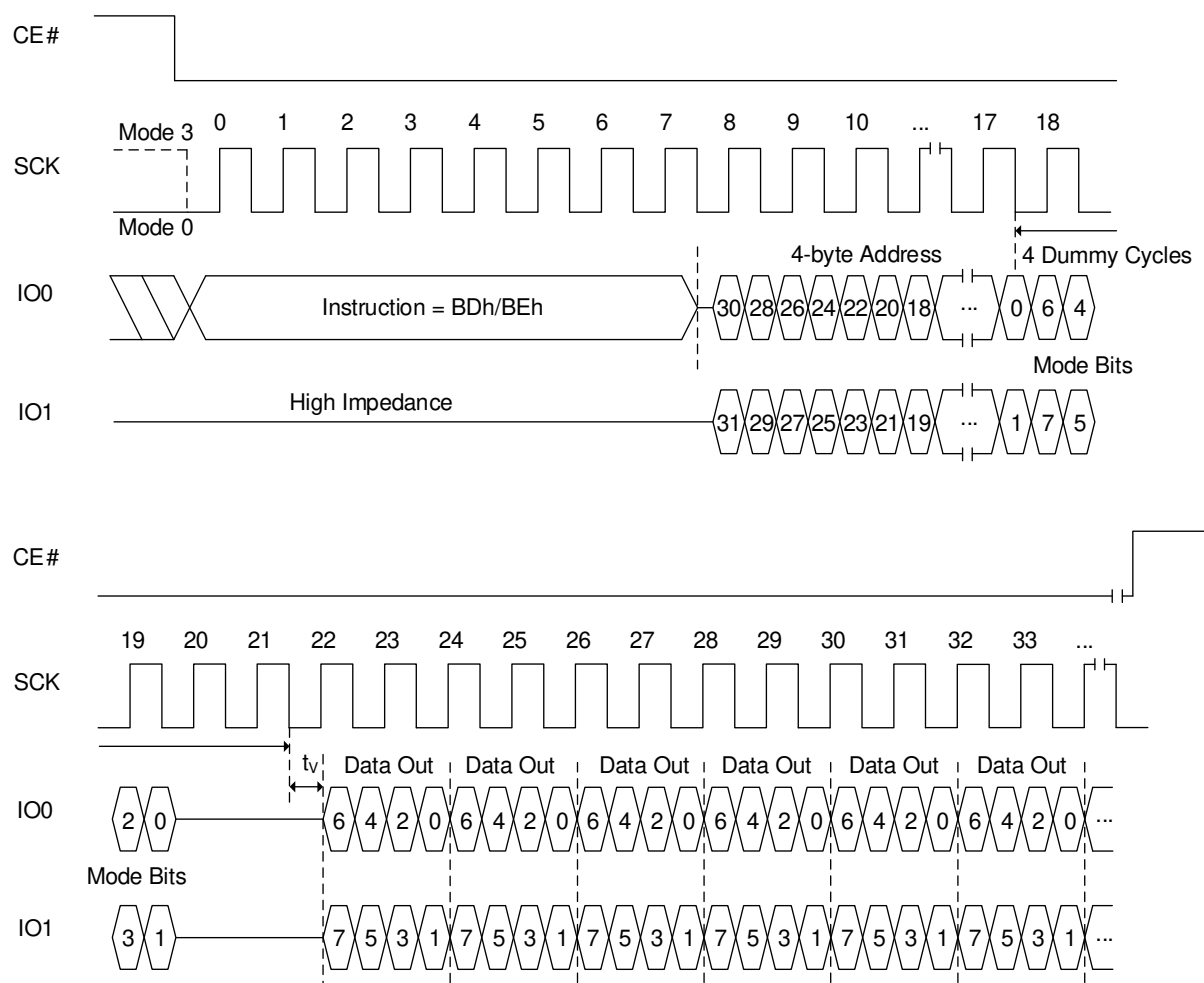 CE#
0 1 2 3 4 5 6 7 8 9 10 ... 17 18
Mode 3
SCK
Mode 0
4-byte Address 4 Dummy Cycles
IO0
Instruction = BDh/BEh 30 28 26 24 22 20 18 ... 0 6 4
Mode Bits
IO1
High Impedance 31 29 27 25 23 21 19 ... 1 7 5
CE#
19 20 21 22 23 24 25 26 27 28 29 30 31 32 33 ...
SCK
tV Data Out Data Out Data Out Data Out Data Out Data Out
IO0 2 0 6 4 2 0 6 4 2 0 6 4 2 0 6 4 2 0 6 4 2 0 6 4 2 0 ...
Mode Bits
IO1 3 1 7 5 3 1 7 5 3 1 7 5 3 1 7 5 3 1 7 5 3 1 7 5 3 1 ...